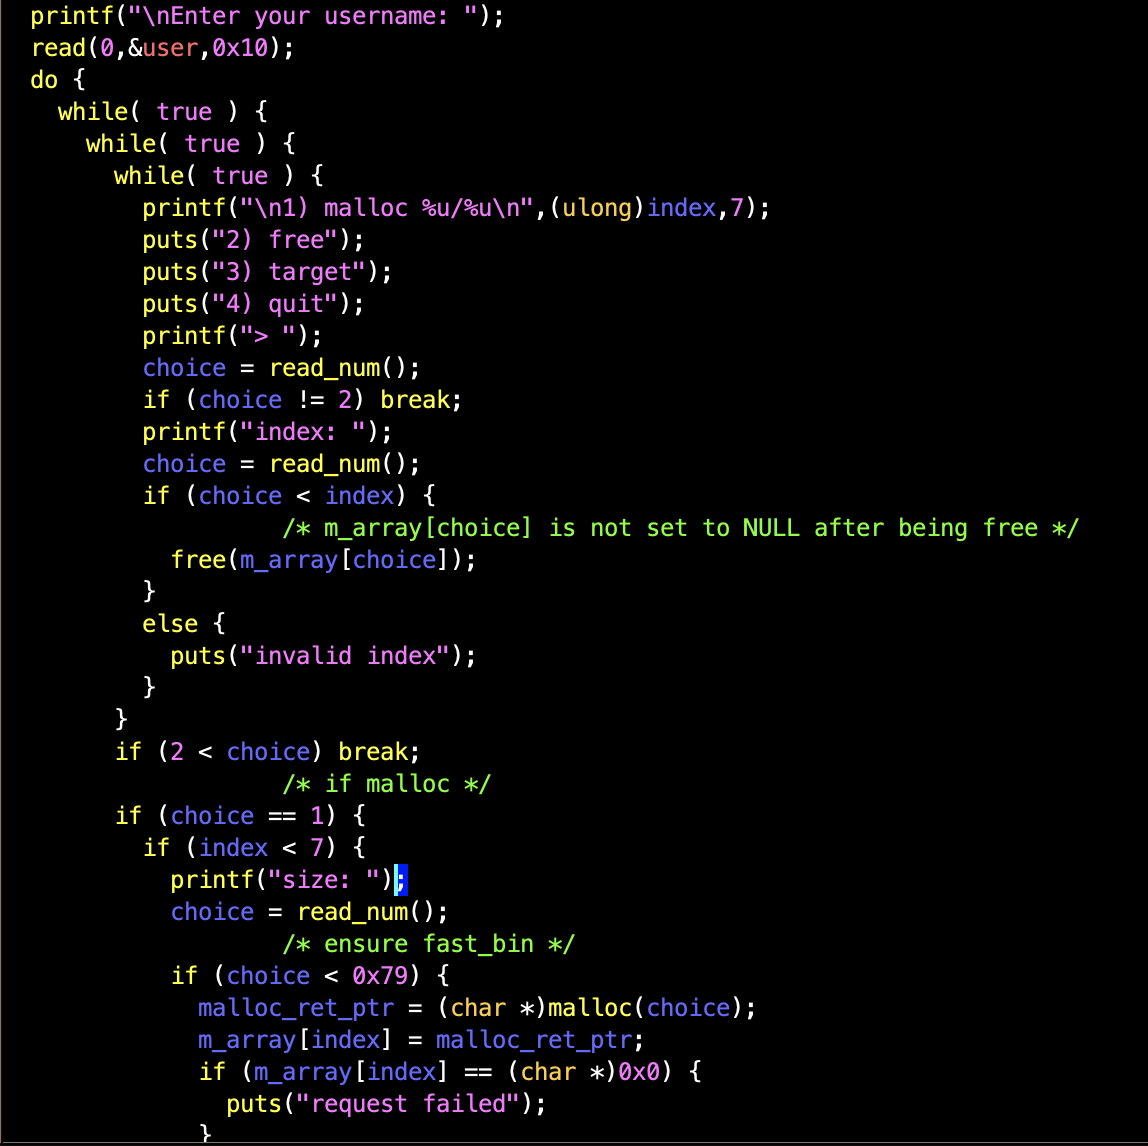 printf("\nEnter your username: ");
read(0,&user,0x10);
do {
while( true ) {
while( true ) {
while( true ) {
printf("\n1) malloc %u/%u\n",(ulong)index,7);
puts("2) free");
puts("3) target");
puts("4) quit");
printf("> ");
choice = read_num();
if (choice != 2) break;
printf("index: ");
choice = read_num();
if (choice < index) {
/* m_array[choice] is not set to NULL after being free */
free(m_array[choice]);
}
else {
puts("invalid index");
}
}
if (2 < choice) break;
/* if malloc */
if (choice == 1) {
if (index < 7) {
printf("size: ");
choice = read_num();
/* ensure fast_bin */
if (choice < 0x79) {
malloc_ret_ptr = (char *)malloc(choice);
m_array[index] = malloc_ret_ptr;
if (m_array[index] == (char *)0x0) {
puts("request failed");
}